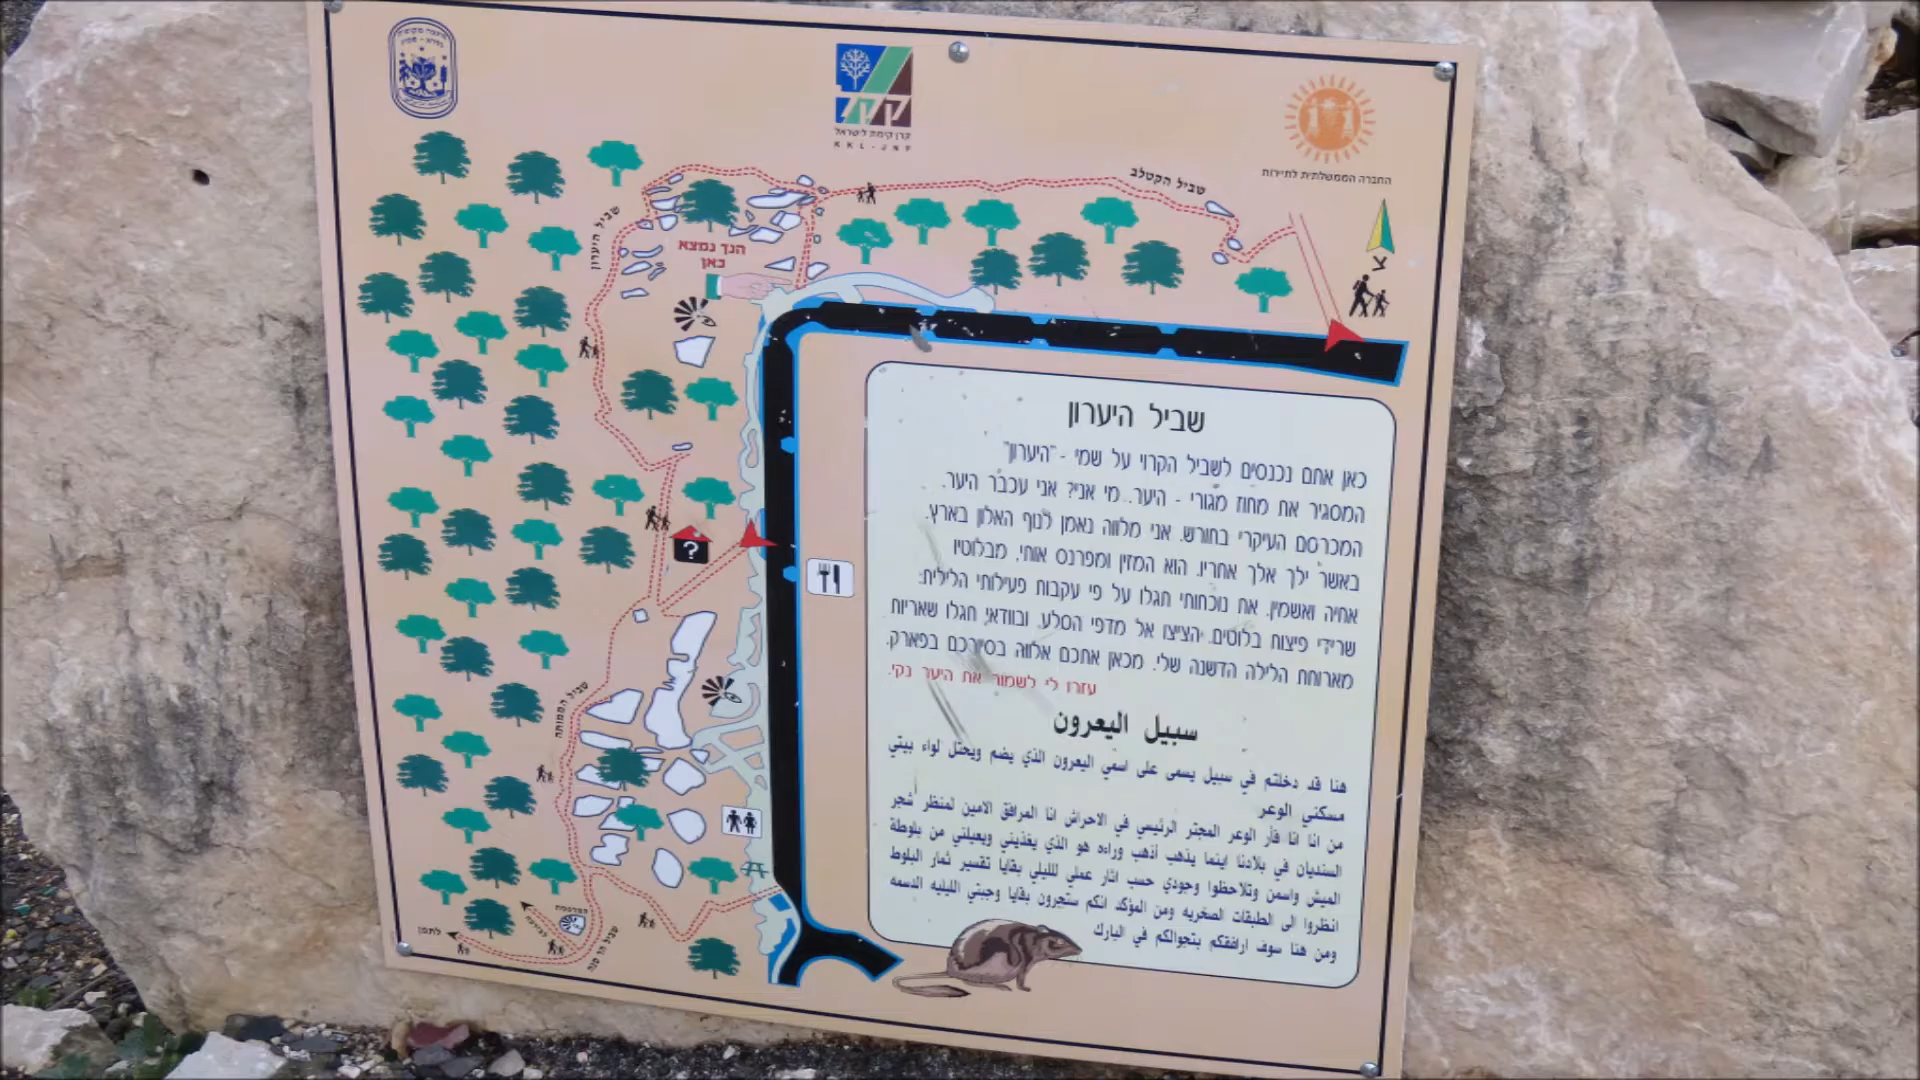 קרן קימת לישראל
KKL-JNF
החברה הממשלתית לתיירות
שביל הקטלב
שביל היערון
הנך נמצא
כאן
צ
שביל היערון
כאן אתם נכנסים לשביל הקרוי על שמי - "היערון"
המסגיר את מחוז מגורי - היער. מי אני? אני עכבר היער.
המכרסם העיקרי בחורש. אני מלווה נאמן לנוף האלון בארץ.
באשר ילך אלך אחריו. הוא המזין ומפרנס אותי. מבלוטיו
אחיה ואשמין. את נוכחותי תגלו על פי עקבות פעילותי הלילית:
שרידי פיצוח בלוטים. הציצו אל מדפי הסלע. ובוודאי תגלו שאריות
מארוחת הלילה הדשנה שלי. מכאן אתכם אלווה בסיורכם בפארק.
עזרו לי לשמור את היער נקי.
سبيل اليعرون
هنا قد دخلتم في سبيل يسمى على اسمي اليعرون الذي يضم ويحتل لواء بيتي
مسكني الوعر
من انا انا فأر الوعر المجتر الرئيسي في الاحراش انا المرافق الامين لمنظر شجر
السنديان في بلادنا اينما يذهب أذهب وراءه هو الذي يغذيني ويعيلني من بلوطة
الميش واسمن وتلاحظوا وجودي حسب اثار عملي لليلي بقايا تقسير ثمار البلوط
انظروا الى الطبقات الصخريه ومن المؤكد انكم ستجرون بقايا وجبتي الليليه الدسمه
ومن هنا سوف ارافقكم بتجوالكم في البارك
?
שביל המחותה
שביל הר סנה